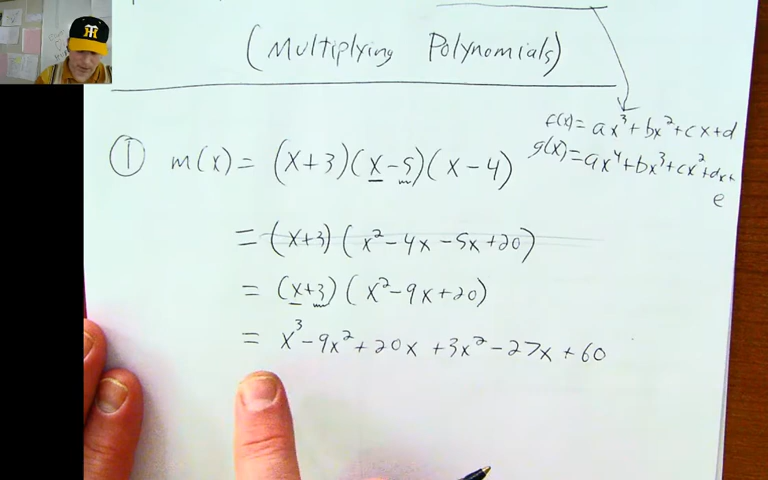 (Multiplying Polynomials)
f(x)= ax³+bx²+cx+d
g(x)=ax⁴+bx³+cx²+dx+
e
① m(x) = (x+3)(x-5)(x-4)
= (x+3)(x²-4x-5x+20)
= (x+3)(x²-9x+20)
= x³-9x²+20x+3x²-27x+60